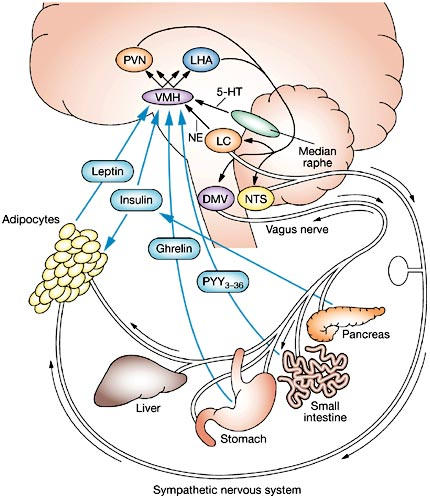 PVN
LHA
VMH
5-HT
NE
LC
Median
raphe
Leptin
Insulin
DMV
NTS
Adipocytes
Vagus nerve
Ghrelin
PYY3–36
Pancreas
Liver
Small
intestine
Stomach
Sympathetic nervous system